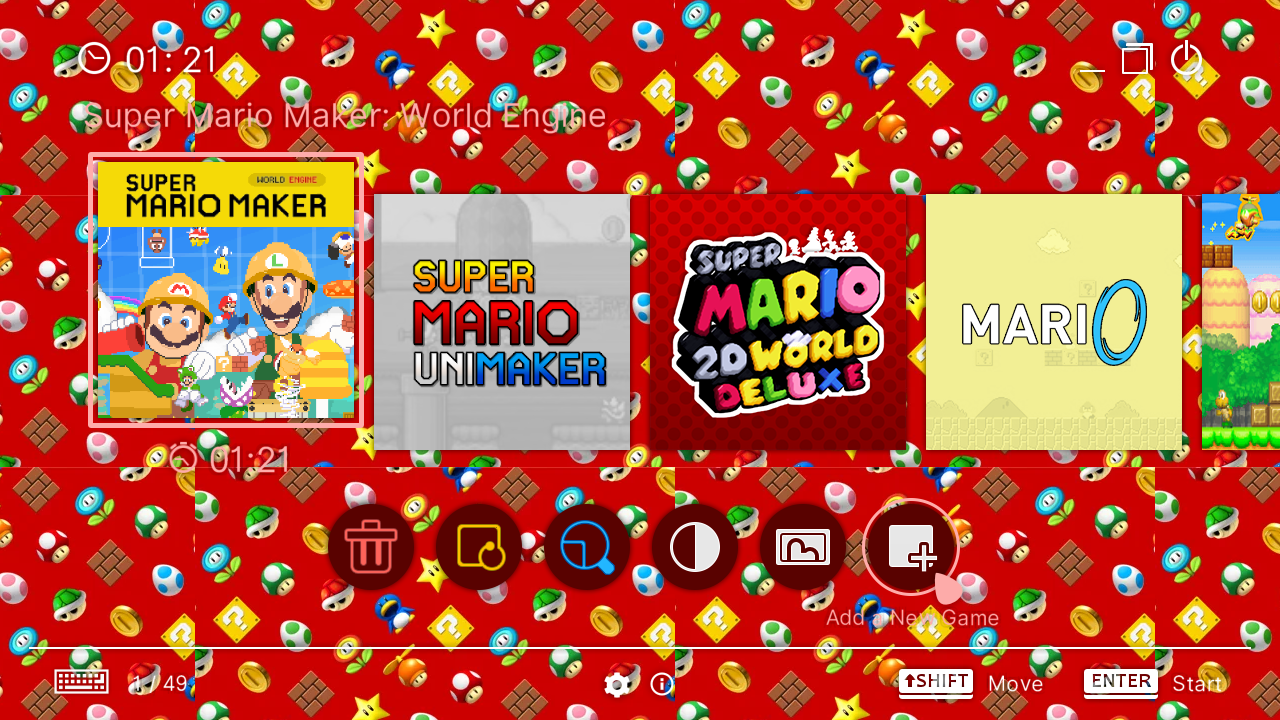 01:21
Super Mario Maker: World Engine
WORLD ENGINE
SUPER
MARIO MAKER
SUPER
MARIO
UNIMAKER
SUPER
MARIO
2D WORLD
DELUXE
MARIO
01:21
Add a New Game
1 / 49
↑SHIFT Move ENTER Start